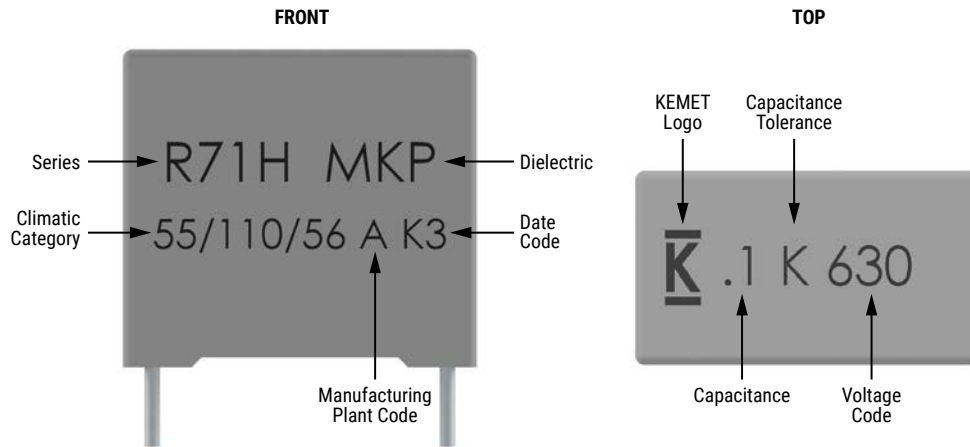 FRONT
TOP
KEMET
Logo
Capacitance
Tolerance
Series
R71H MKP
Dielectric
Climatic
Category
55/110/56 A K3
Date
Code
K .1 K 630
Manufacturing
Plant Code
Capacitance
Voltage
Code